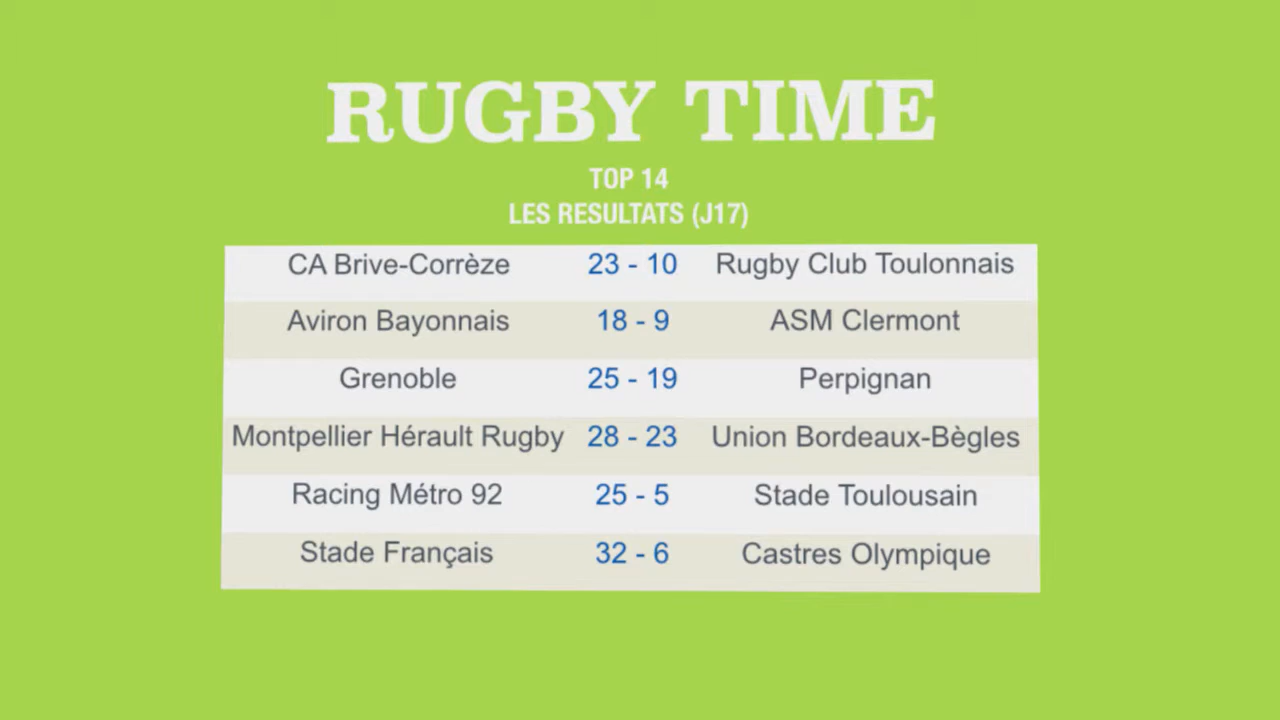 RUGBY TIME
TOP 14
LES RESULTATS (J17)
CA Brive-Corrèze 23 - 10 Rugby Club Toulonnais
Aviron Bayonnais 18 - 9 ASM Clermont
Grenoble 25 - 19 Perpignan
Montpellier Hérault Rugby 28 - 23 Union Bordeaux-Bègles
Racing Métro 92 25 - 5 Stade Toulousain
Stade Français 32 - 6 Castres Olympique